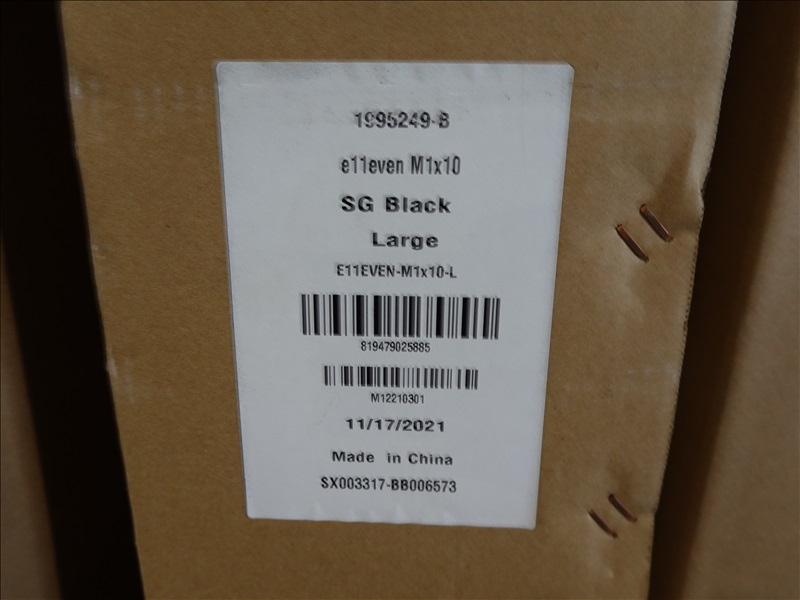 1995249-B
e11even M1x10
SG Black
Large
E11EVEN-M1x10-L
819479025885
M12210301
11/17/2021
Made in China
SX003317-BB006573